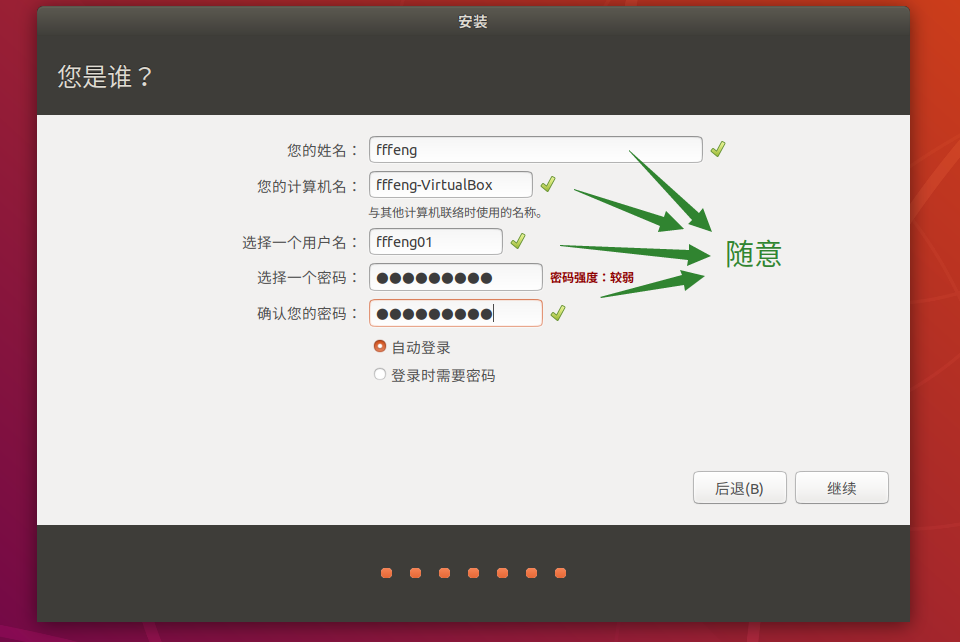 安装
您是谁？
您的姓名： fffeng
您的计算机名： fffeng-VirtualBox
与其他计算机联络时使用的名称。
选择一个用户名： fffeng01
随意
选择一个密码： ●●●●●●●●● 密码强度：较弱
确认您的密码： ●●●●●●●●●
自动登录
登录时需要密码
后退(B) 继续